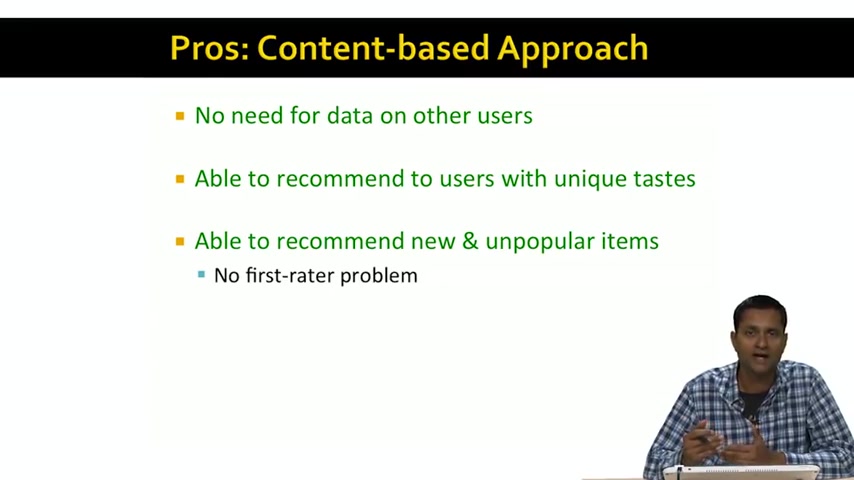 Pros: Content-based Approach
No need for data on other users
Able to recommend to users with unique tastes
Able to recommend new & unpopular items
No first-rater problem